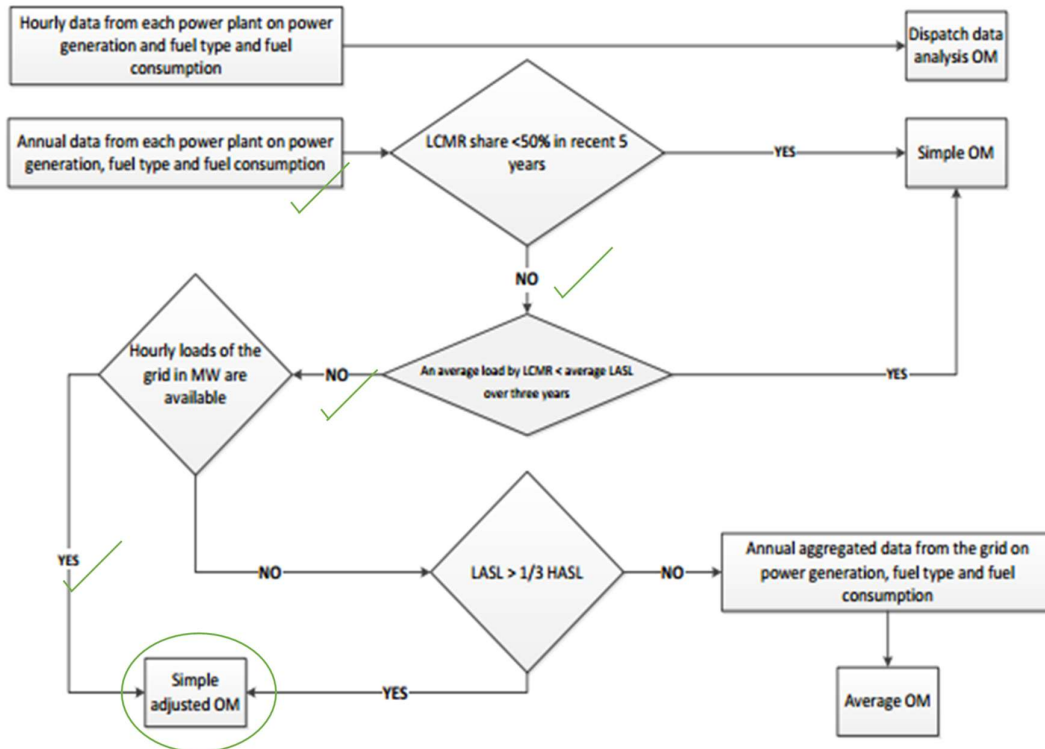 Hourly data from each power plant on power
generation and fuel type and fuel
consumption
Dispatch data
analysis OM
Annual data from each power plant on power
generation, fuel type and fuel consumption
LCMR share <50% in recent 5
years
YES
Simple OM
NO
Hourly loads of the
grid in MW are
available
NO
An average load by LCMR < average LASL
over three years
YES
YES
NO
LASL > 1/3 HASL
NO
Annual aggregated data from the grid on
power generation, fuel type and fuel
consumption
Simple
adjusted OM
YES
Average OM